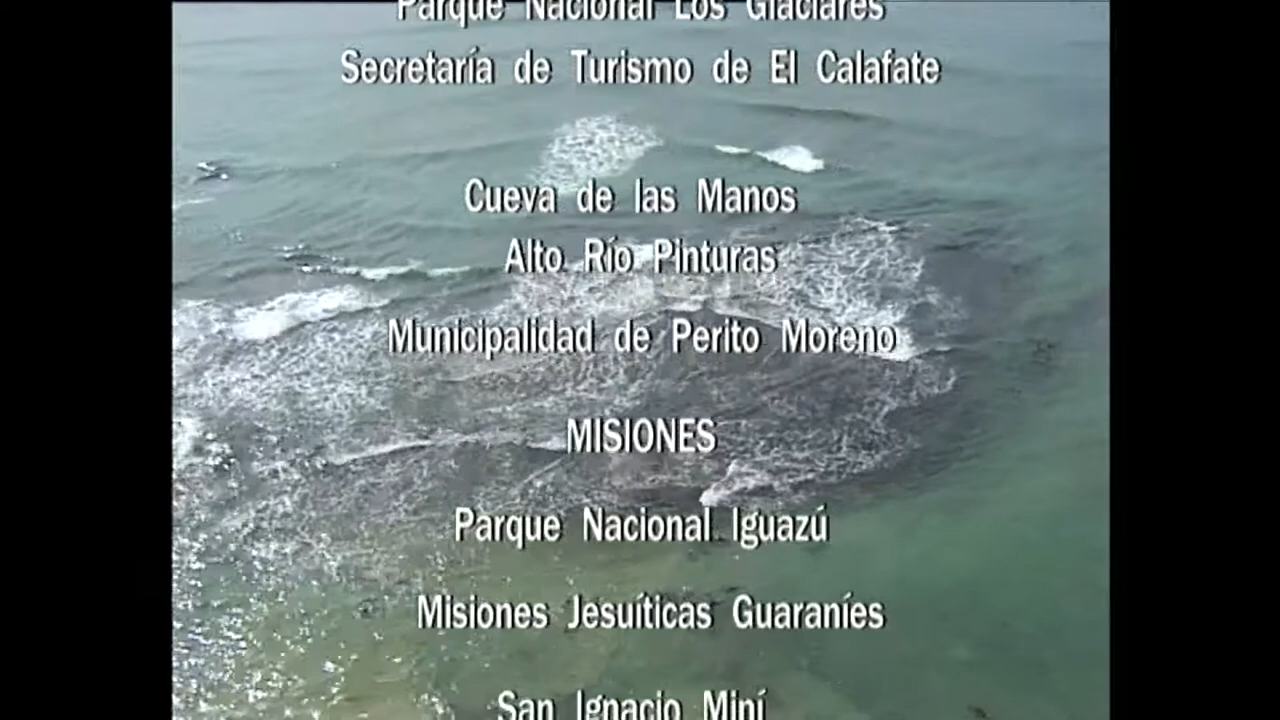 Parque Nacional Los Glaciares
Secretaría de Turismo de El Calafate
Cueva de las Manos
Alto Río Pinturas
Municipalidad de Perito Moreno
MISIONES
Parque Nacional Iguazú
Misiones Jesuíticas Guaraníes
San Ignacio Miní